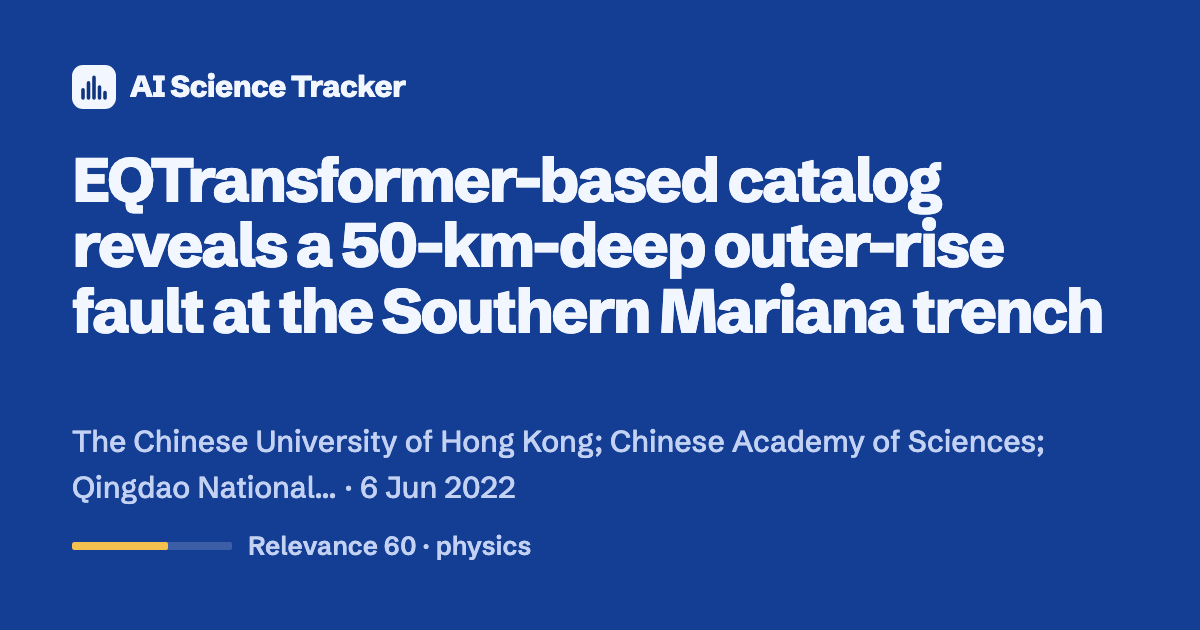 AI Science Tracker
EQTransformer-based catalog
reveals a 50-km-deep outer-rise
fault at the Southern Mariana trench
The Chinese University of Hong Kong; Chinese Academy of Sciences;
Qingdao National... · 6 Jun 2022
Relevance 60 · physics